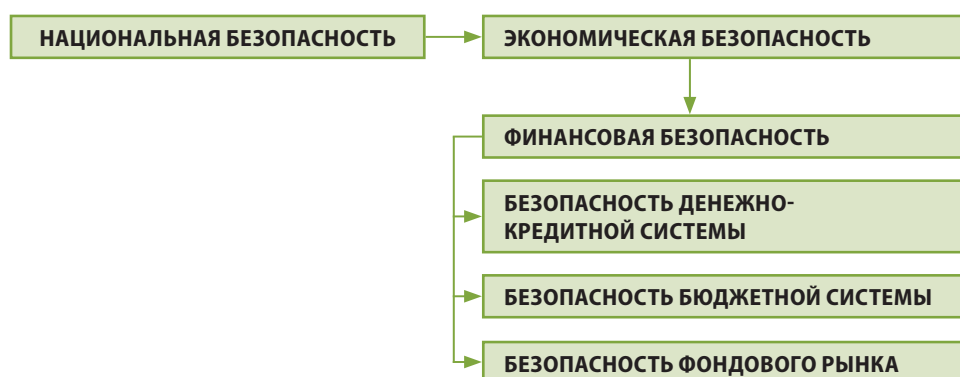 НАЦИОНАЛЬНАЯ БЕЗОПАСНОСТЬ
ЭКОНОМИЧЕСКАЯ БЕЗОПАСНОСТЬ
ФИНАНСОВАЯ БЕЗОПАСНОСТЬ
БЕЗОПАСНОСТЬ ДЕНЕЖНО-
КРЕДИТНОЙ СИСТЕМЫ
БЕЗОПАСНОСТЬ БЮДЖЕТНОЙ СИСТЕМЫ
БЕЗОПАСНОСТЬ ФОНДОВОГО РЫНКА